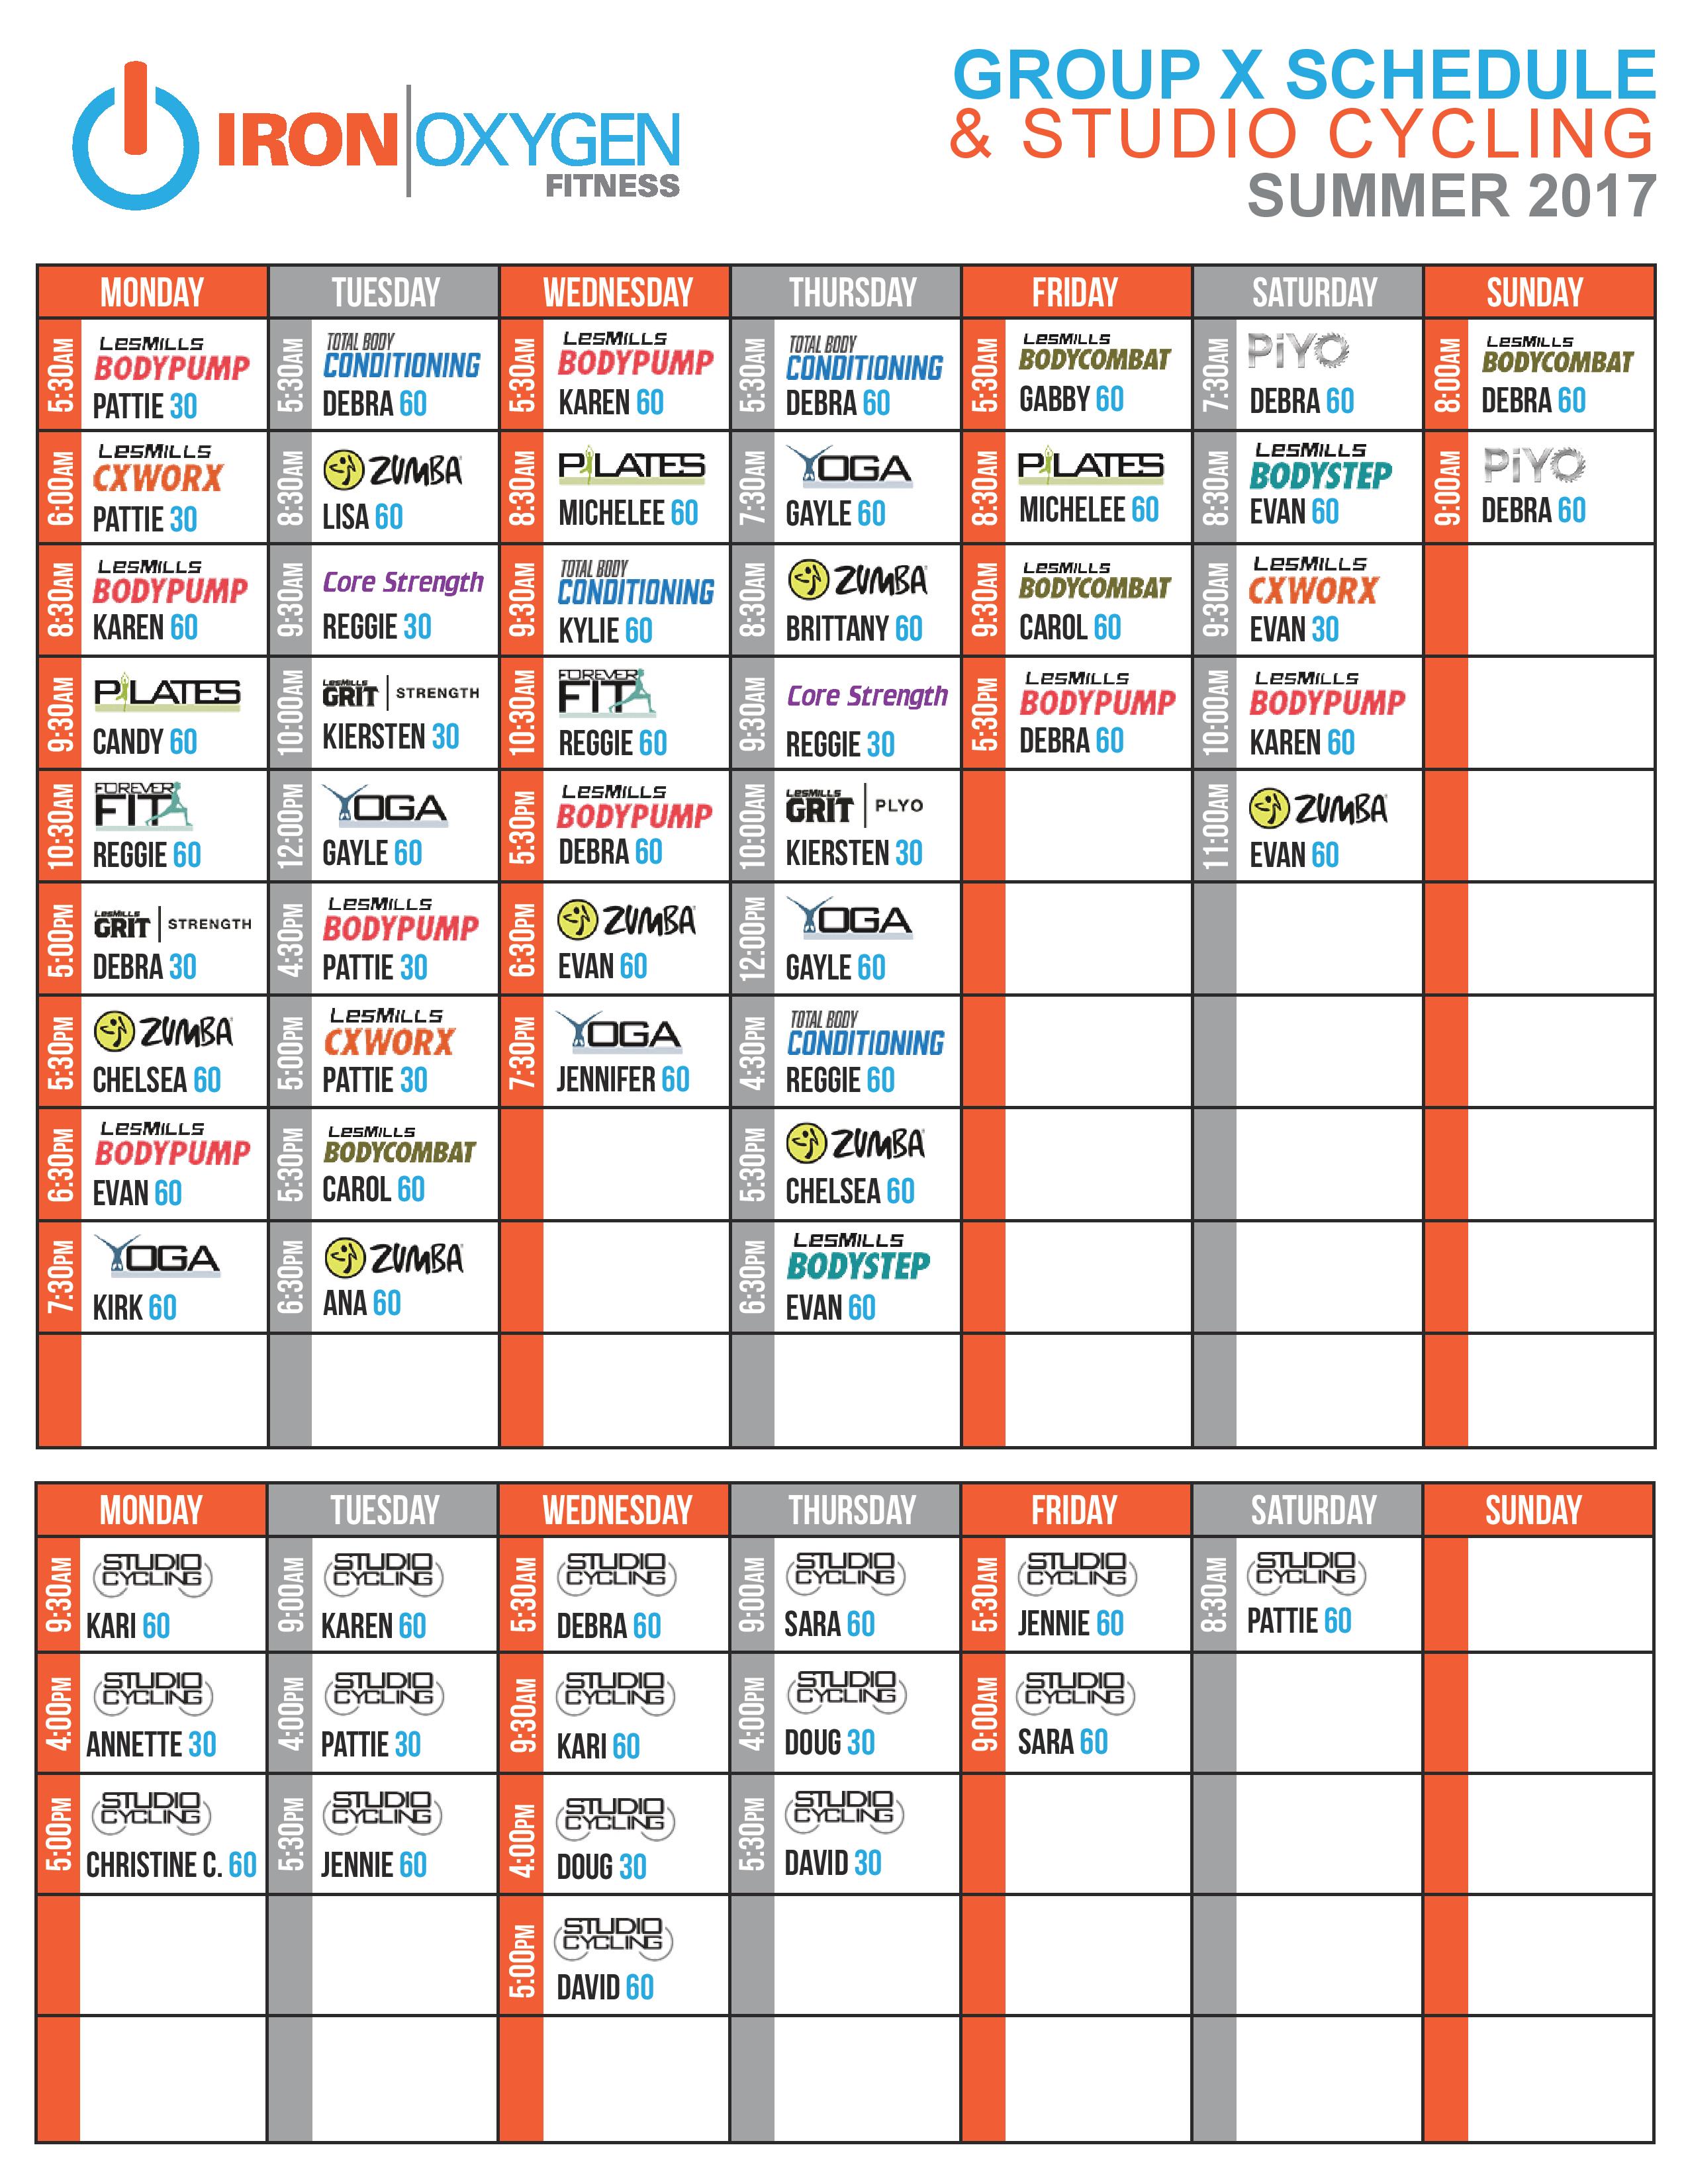 IRON OXYGEN
FITNESS
GROUP X SCHEDULE
& STUDIO CYCLING
SUMMER 2017
MONDAY TUESDAY WEDNESDAY THURSDAY FRIDAY SATURDAY SUNDAY
5:30AM LESMILLS BODYPUMP PATTIE 30
5:30AM TOTAL BODY CONDITIONING DEBRA 60
5:30AM LESMILLS BODYPUMP KAREN 60
5:30AM TOTAL BODY CONDITIONING DEBRA 60
5:30AM LESMILLS BODYCOMBAT GABBY 60
7:30AM PiYO DEBRA 60
8:00AM LESMILLS BODYCOMBAT DEBRA 60
6:00AM LESMILLS CXWORX PATTIE 30
8:30AM ZUMBA LISA 60
8:30AM PILATES MICHELEE 60
7:30AM YOGA GAYLE 60
8:30AM PILATES MICHELEE 60
8:30AM LESMILLS BODYSTEP EVAN 60
9:00AM PiYO DEBRA 60
8:30AM LESMILLS BODYPUMP KAREN 60
9:30AM Core Strength REGGIE 30
9:30AM TOTAL BODY CONDITIONING KYLIE 60
8:30AM ZUMBA BRITTANY 60
9:30AM LESMILLS BODYCOMBAT CAROL 60
9:30AM LESMILLS CXWORX EVAN 30
9:30AM PILATES CANDY 60
10:00AM LESMILLS GRIT STRENGTH KIERSTEN 30
10:30AM FOREVER FIT REGGIE 60
9:30AM Core Strength REGGIE 30
5:30PM LESMILLS BODYPUMP DEBRA 60
10:00AM LESMILLS BODYPUMP KAREN 60
10:30AM FOREVER FIT REGGIE 60
12:00PM YOGA GAYLE 60
5:30PM LESMILLS BODYPUMP DEBRA 60
10:00AM LESMILLS GRIT PLYO KIERSTEN 30
11:00AM ZUMBA EVAN 60
5:00PM LESMILLS GRIT STRENGTH DEBRA 30
4:30PM LESMILLS BODYPUMP PATTIE 30
6:30PM ZUMBA EVAN 60
12:00PM YOGA GAYLE 60
5:30PM ZUMBA CHELSEA 60
5:00PM LESMILLS CXWORX PATTIE 30
7:30PM YOGA JENNIFER 60
4:30PM TOTAL BODY CONDITIONING REGGIE 60
6:30PM LESMILLS BODYPUMP EVAN 60
5:30PM LESMILLS BODYCOMBAT CAROL 60
5:30PM ZUMBA CHELSEA 60
7:30PM YOGA KIRK 60
6:30PM ZUMBA ANA 60
6:30PM LESMILLS BODYSTEP EVAN 60
MONDAY TUESDAY WEDNESDAY THURSDAY FRIDAY SATURDAY SUNDAY
9:30AM STUDIO CYCLING KARI 60
9:00AM STUDIO CYCLING KAREN 60
5:30AM STUDIO CYCLING DEBRA 60
9:00AM STUDIO CYCLING SARA 60
5:30AM STUDIO CYCLING JENNIE 60
8:30AM STUDIO CYCLING PATTIE 60
4:00PM STUDIO CYCLING ANNETTE 30
4:00PM STUDIO CYCLING PATTIE 30
9:30AM STUDIO CYCLING KARI 60
4:00PM STUDIO CYCLING DOUG 30
9:00AM STUDIO CYCLING SARA 60
5:00PM STUDIO CYCLING CHRISTINE C. 60
5:30PM STUDIO CYCLING JENNIE 60
4:00PM STUDIO CYCLING DOUG 30
5:30PM STUDIO CYCLING DAVID 30
5:00PM STUDIO CYCLING DAVID 60